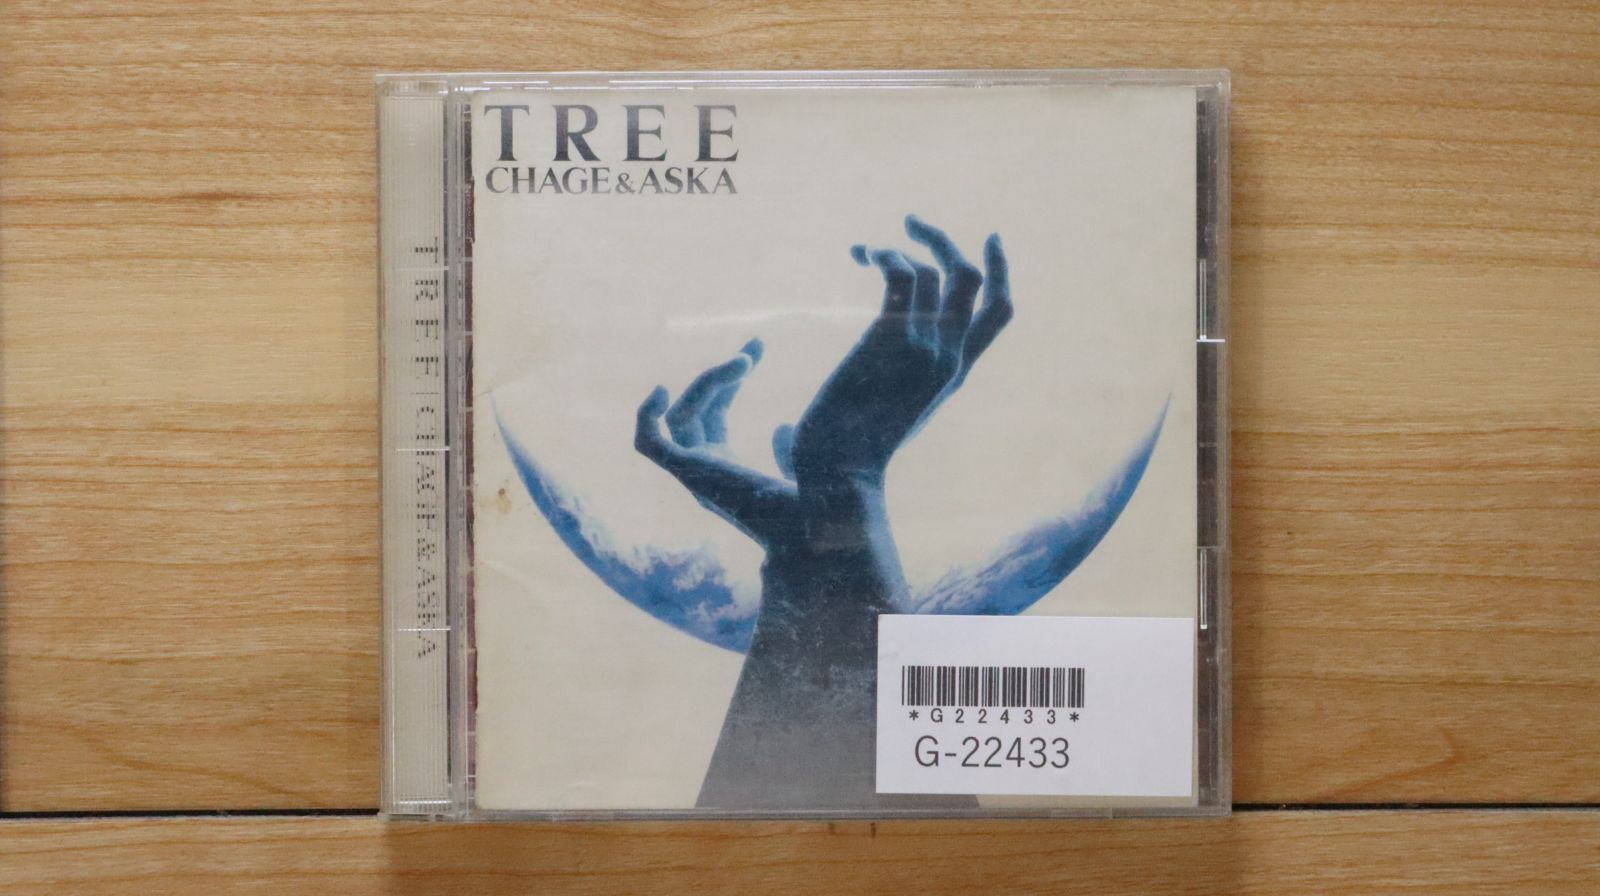 TREE
CHAGE&ASKA
TREE CHAGE&ASKA
*G22433*
G-22433